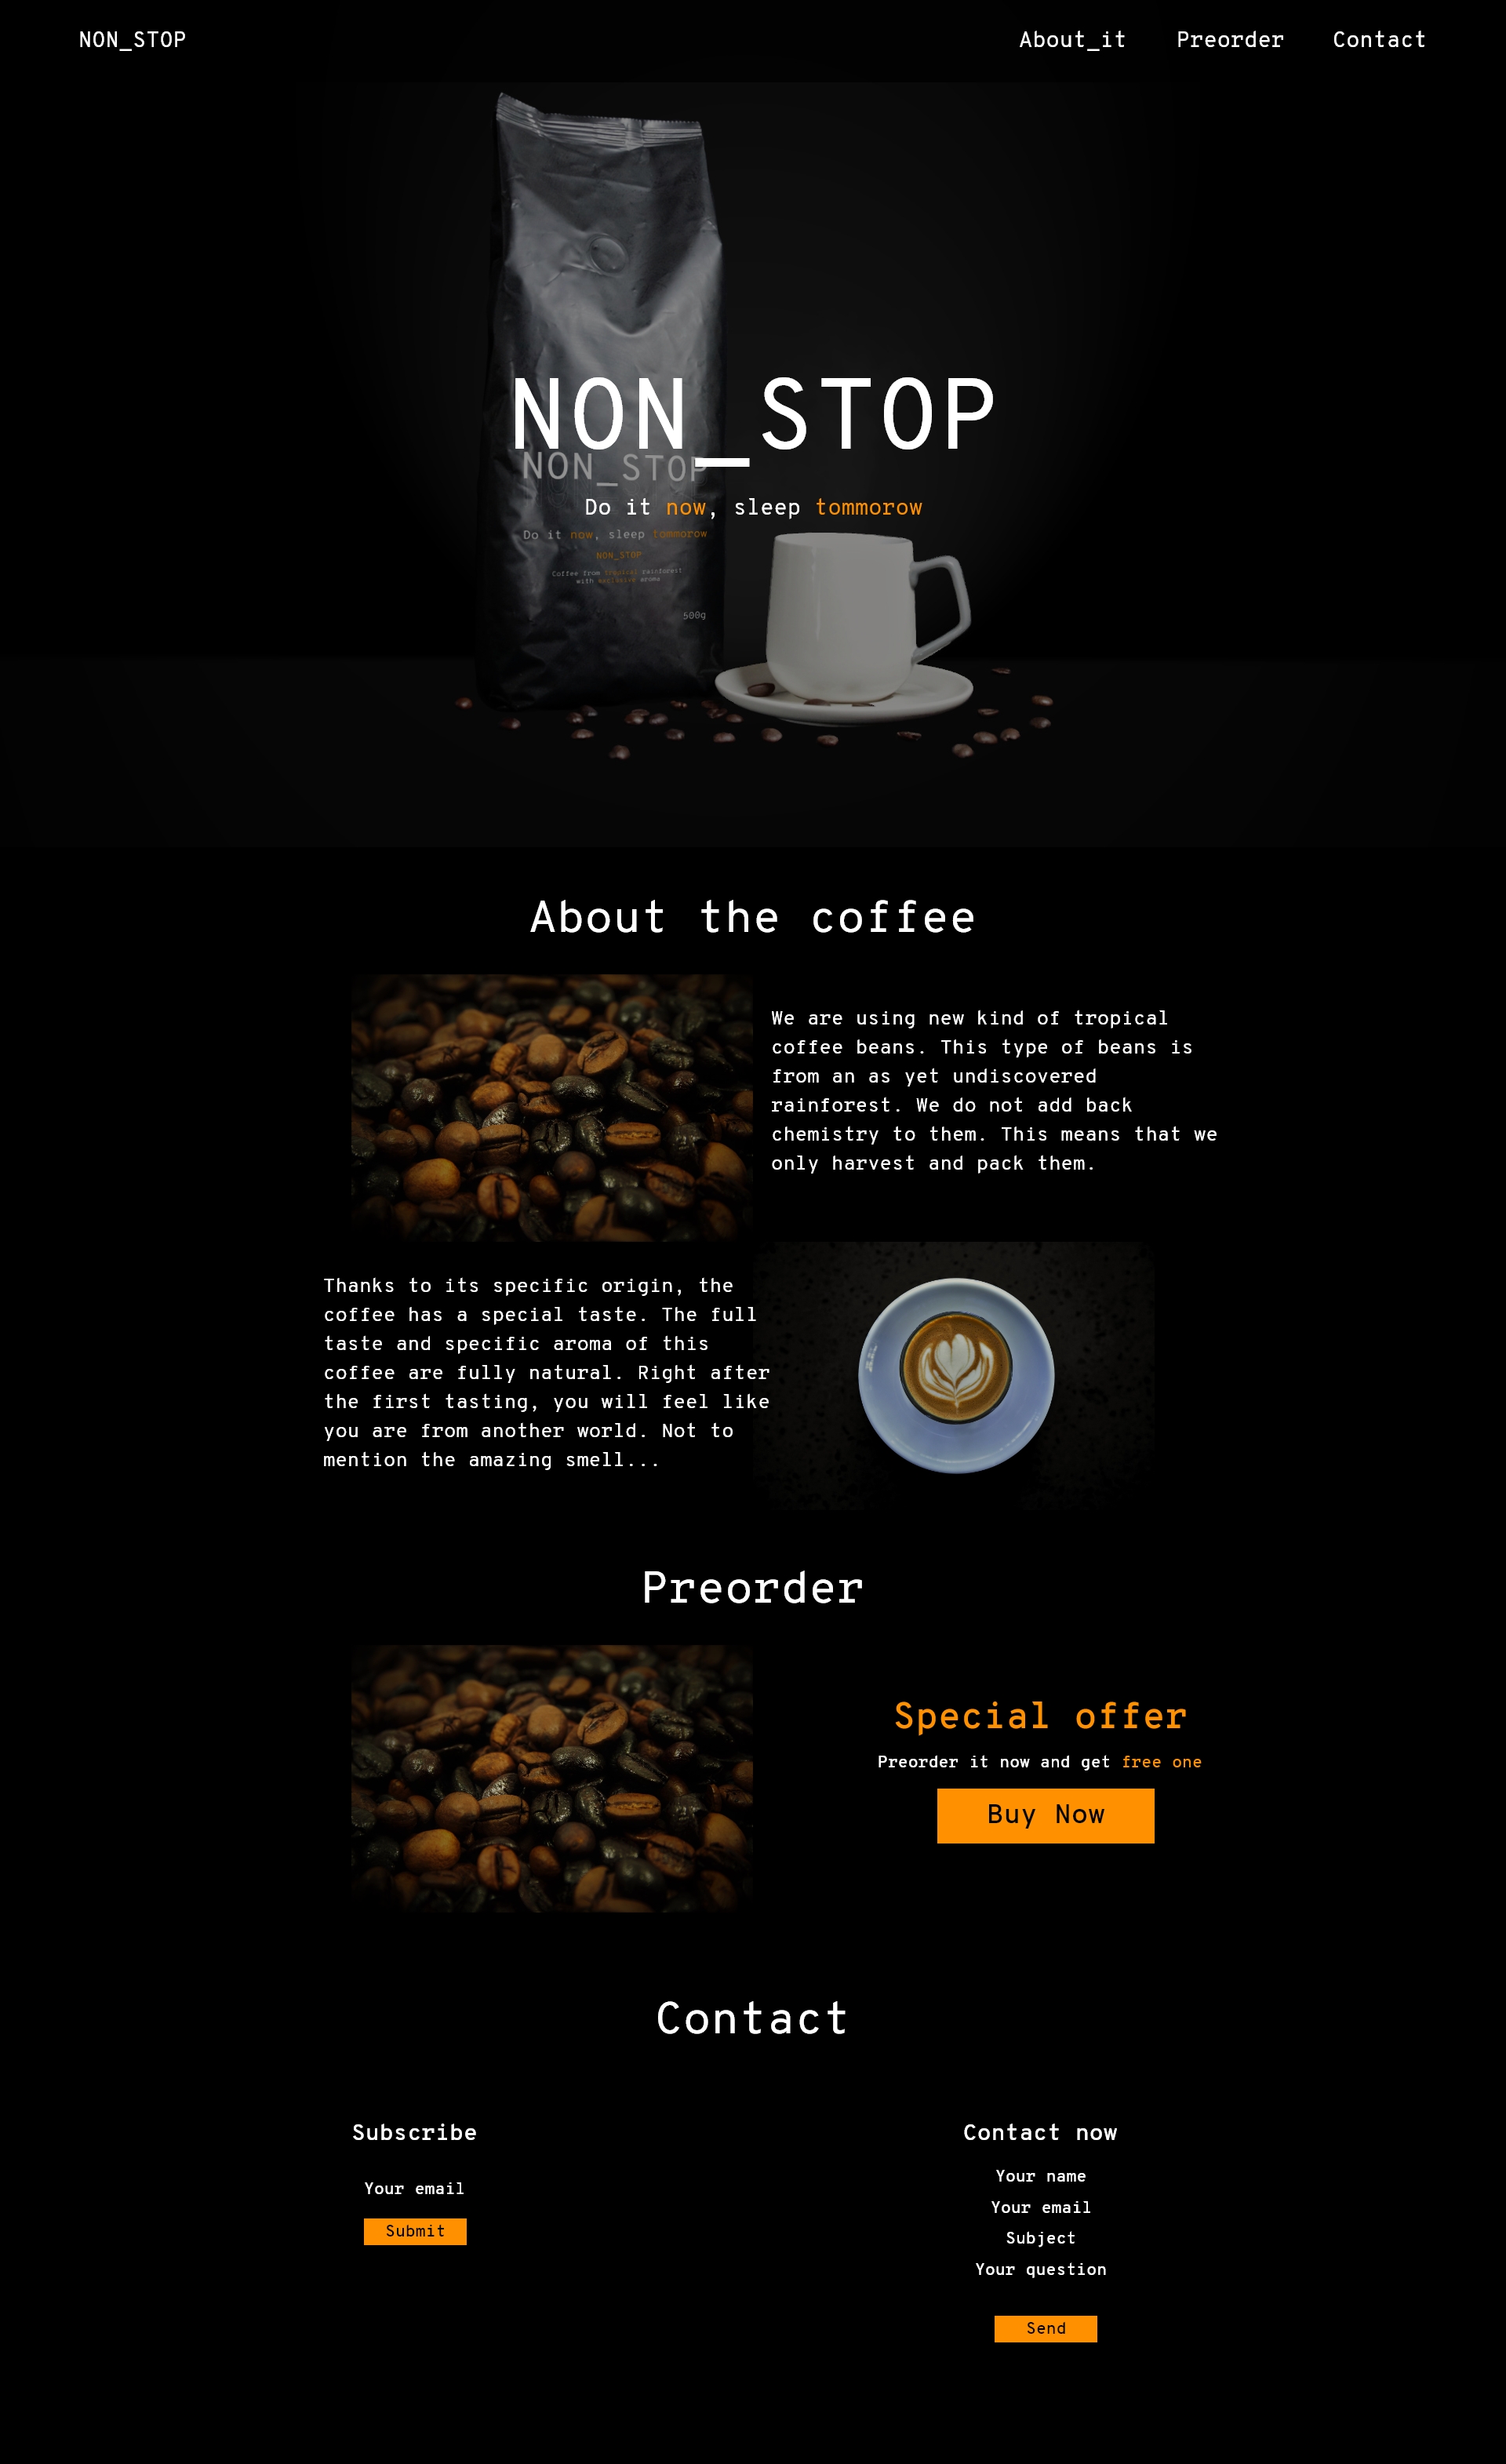 NON_STOP
About_it Preorder Contact
NON_STOP
NON_STOP
Do it now, sleep tommorow
Do it now, sleep tommorow
NON_STOP
Coffee from tropical rainforest
with exclusive aroma
500g
About the coffee
We are using new kind of tropical
coffee beans. This type of beans is
from an as yet undiscovered
rainforest. We do not add back
chemistry to them. This means that we
only harvest and pack them.
Thanks to its specific origin, the
coffee has a special taste. The full
taste and specific aroma of this
coffee are fully natural. Right after
the first tasting, you will feel like
you are from another world. Not to
mention the amazing smell...
Preorder
Special offer
Preorder it now and get free one
Buy Now
Contact
Subscribe
Your email
Submit
Contact now
Your name
Your email
Subject
Your question
Send